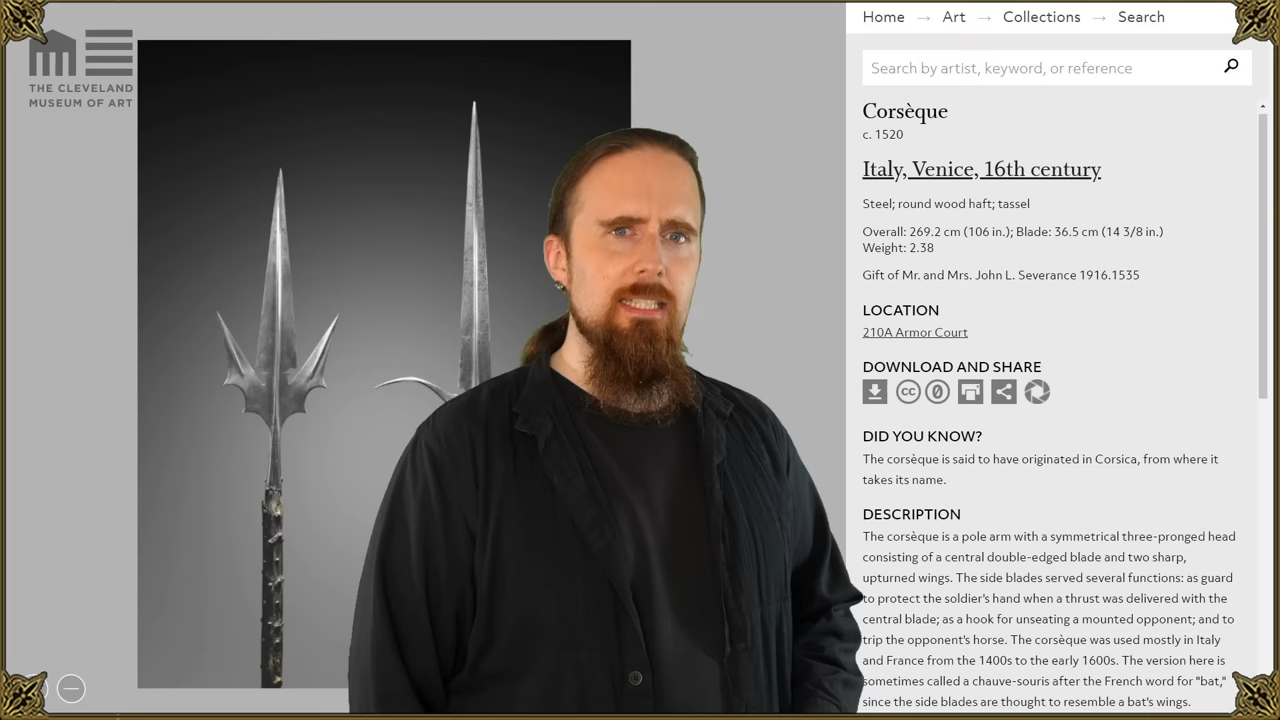 THE CLEVELAND
MUSEUM OF ART
Home → Art → Collections → Search
Search by artist, keyword, or reference
Corsèque
c. 1520
Italy, Venice, 16th century
Steel; round wood haft; tassel
Overall: 269.2 cm (106 in.); Blade: 36.5 cm (14 3/8 in.)
Weight: 2.38
Gift of Mr. and Mrs. John L. Severance 1916.1535
LOCATION
210A Armor Court
DOWNLOAD AND SHARE
cc 0
DID YOU KNOW?
The corsèque is said to have originated in Corsica, from where it
takes its name.
DESCRIPTION
The corsèque is a pole arm with a symmetrical three-pronged head
consisting of a central double-edged blade and two sharp,
upturned wings. The side blades served several functions: as guard
to protect the soldier's hand when a thrust was delivered with the
central blade; as a hook for unseating a mounted opponent; and to
trip the opponent's horse. The corsèque was used mostly in Italy
and France from the 1400s to the early 1600s. The version here is
sometimes called a chauve-souris after the French word for "bat,"
since the side blades are thought to resemble a bat's wings.